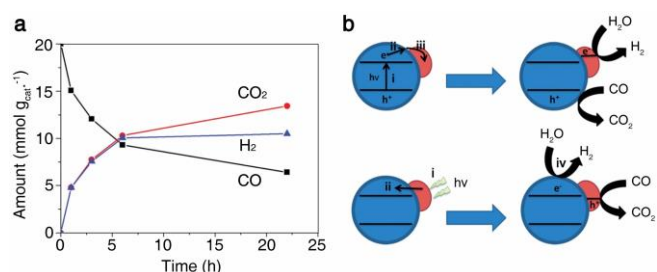 a
Amount (mmol g_cat.⁻¹)
20
15
10
5
0
CO₂
H₂
CO
0 5 10 15 20 25
Time (h)
b
e⁻ ii iii
hν i
h⁺
H₂O
e⁻
H₂
h⁺
CO
CO₂
i
ii
hν
H₂O
iv
H₂
e⁻
h⁺
CO
CO₂